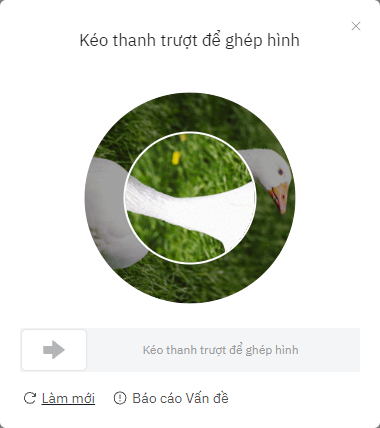 Kéo thanh trượt để ghép hình
Kéo thanh trượt để ghép hình
Làm mới
Báo cáo Vấn đề